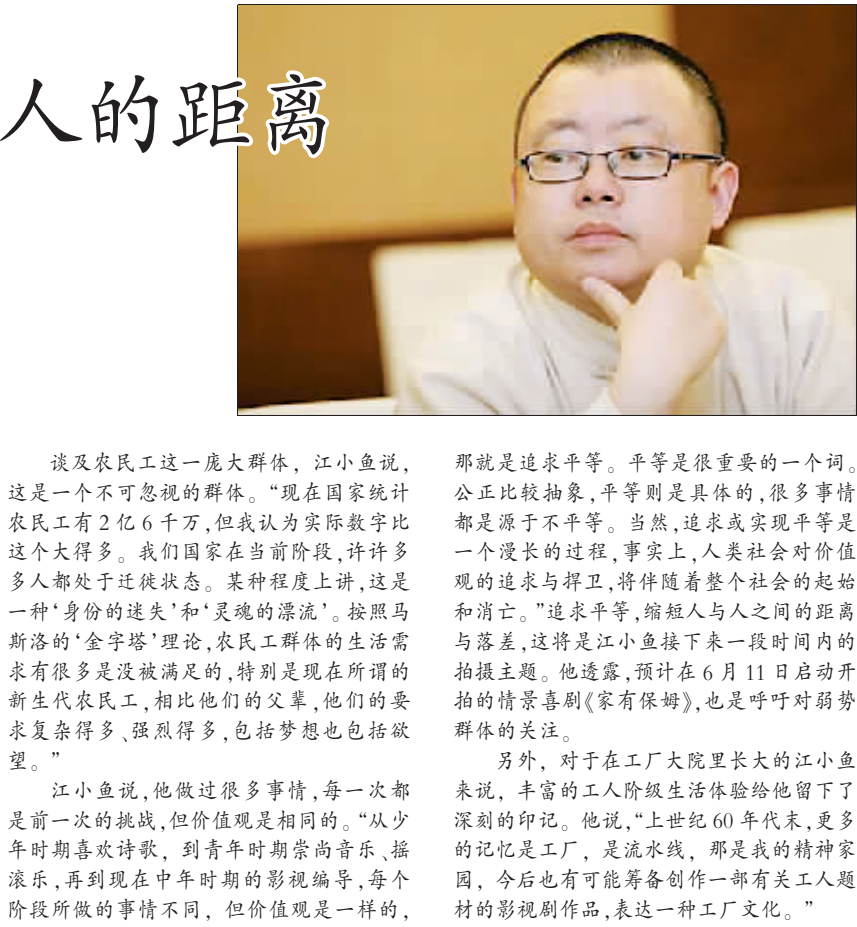 人的距离
谈及农民工这一庞大群体，江小鱼说，
这是一个不可忽视的群体。“现在国家统计
农民工有2亿6千万，但我认为实际数字比
这个大得多。我们国家在当前阶段，许许多
多人都处于迁徙状态。某种程度上讲，这是
一种‘身份的迷失’和‘灵魂的漂流’。按照马
斯洛的‘金字塔’理论，农民工群体的生活需
求有很多是没被满足的，特别是现在所谓的
新生代农民工，相比他们的父辈，他们的要
求复杂得多、强烈得多，包括梦想也包括欲
望。”
江小鱼说，他做过很多事情，每一次都
是前一次的挑战，但价值观是相同的。“从少
年时期喜欢诗歌，到青年时期崇尚音乐、摇
滚乐，再到现在中年时期的影视编导，每个
阶段所做的事情不同，但价值观是一样的，
那就是追求平等。平等是很重要的一个词。
公正比较抽象，平等则是具体的，很多事情
都是源于不平等。当然，追求或实现平等是
一个漫长的过程，事实上，人类社会对价值
观的追求与捍卫，将伴随着整个社会的起始
和消亡。”追求平等，缩短人与人之间的距离
与落差，这将是江小鱼接下来一段时间内的
拍摄主题。他透露，预计在6月11日启动开
拍的情景喜剧《家有保姆》，也是呼吁对弱势
群体的关注。
另外，对于在工厂大院里长大的江小鱼
来说，丰富的工人阶级生活体验给他留下了
深刻的印记。他说，“上世纪60年代末，更多
的记忆是工厂，是流水线，那是我的精神家
园，今后也有可能筹备创作一部有关工人题
材的影视剧作品，表达一种工厂文化。”